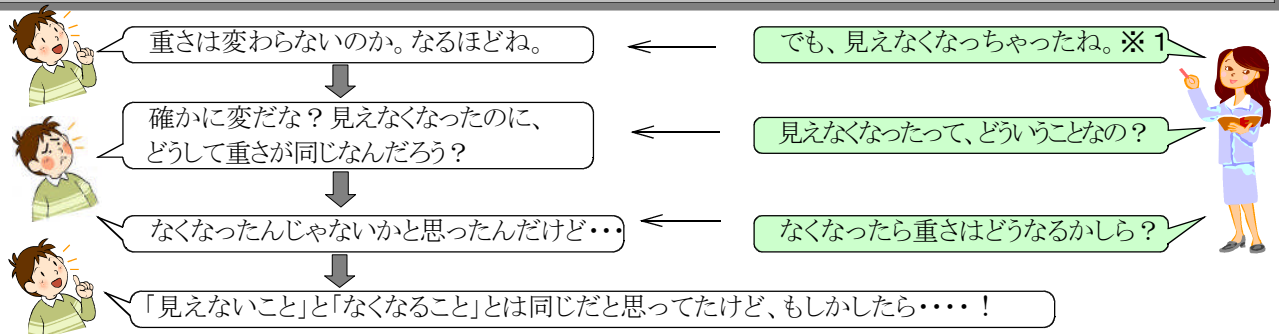 重さは変わらないのか。なるほどね。
でも、見えなくなっちゃったね。※1
確かに変だな？見えなくなったのに、
どうして重さが同じなんだろう？
見えなくなったって、どういうことなの？
なくなったんじゃないかと思ったんだけど・・・
なくなったら重さはどうなるかしら？
「見えないこと」と「なくなること」とは同じだと思ってたけど、もしかしたら・・・・！